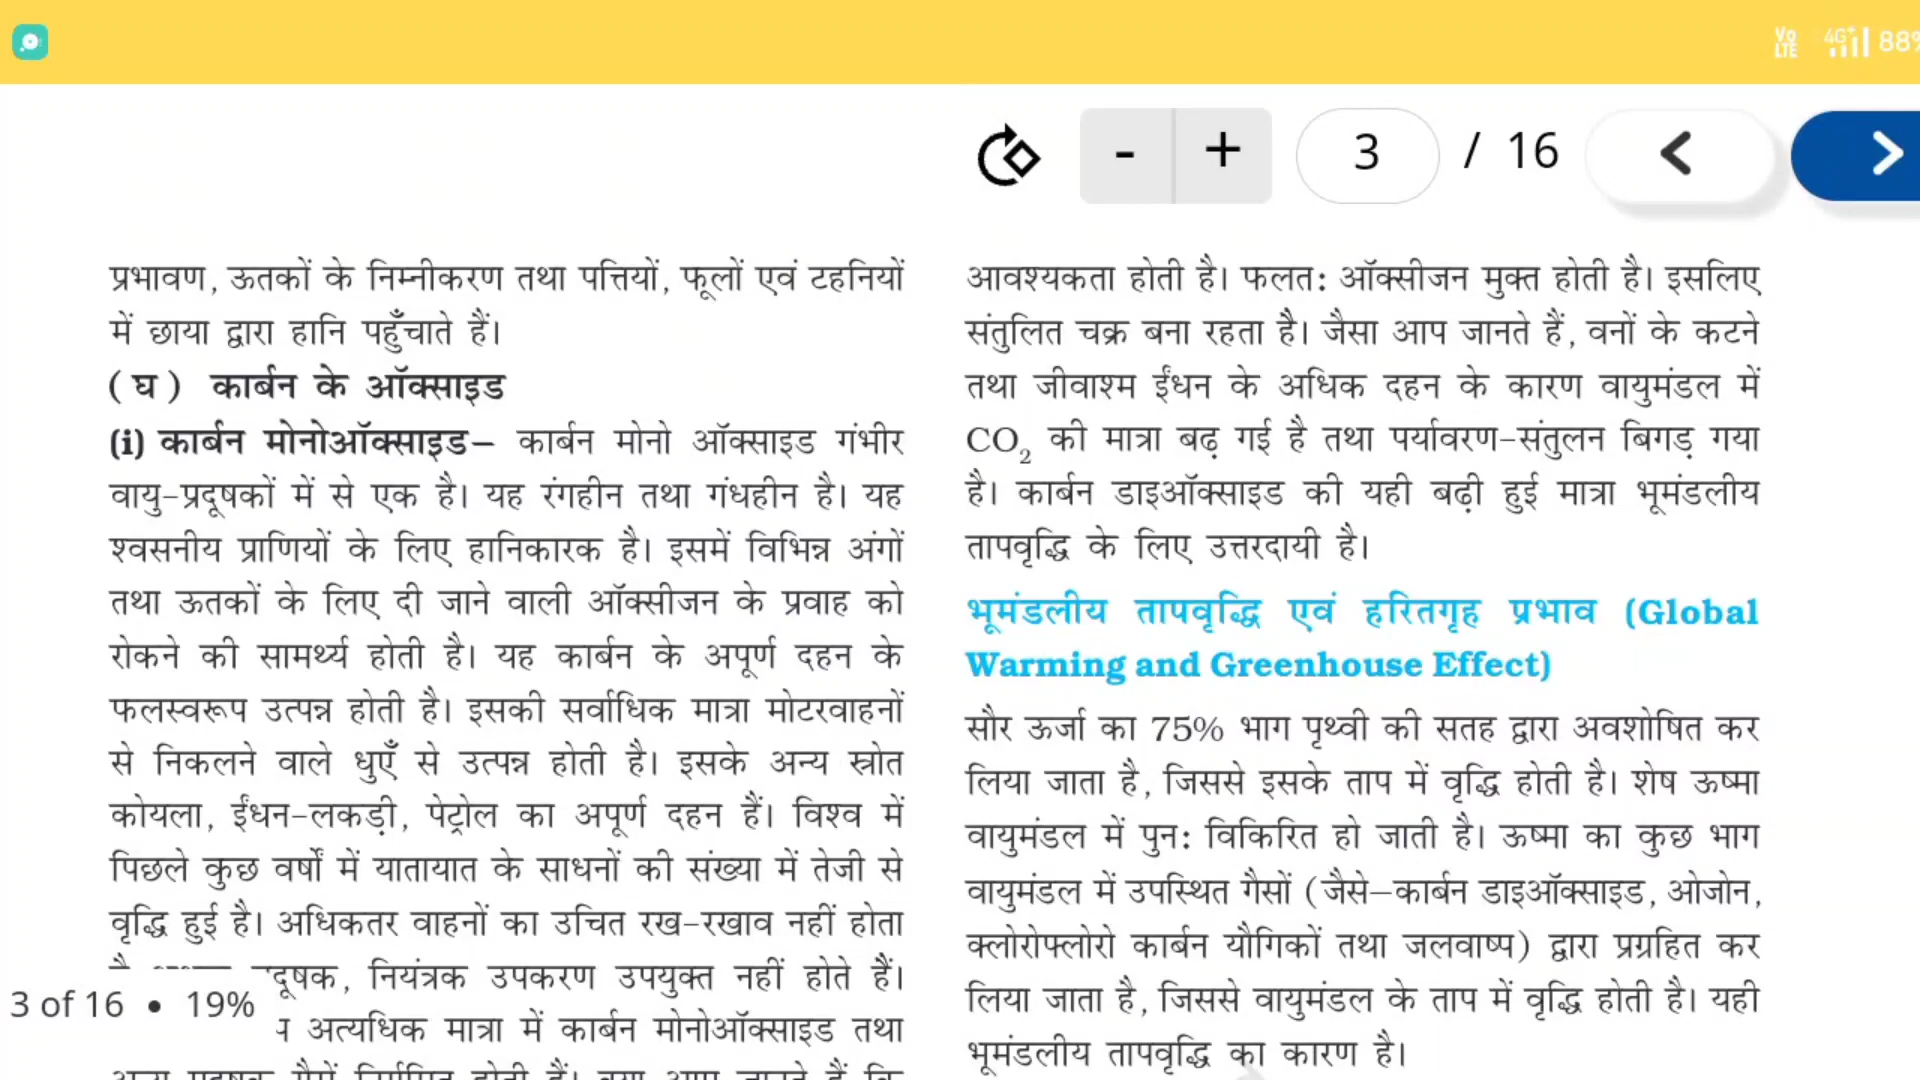 Vo LTE 4G+ 88%
- + 3 / 16
प्रभावण, ऊतकों के निम्नीकरण तथा पत्तियों, फूलों एवं टहनियों
में छाया द्वारा हानि पहुँचाते हैं।
( घ ) कार्बन के ऑक्साइड
(i) कार्बन मोनोऑक्साइड– कार्बन मोनो ऑक्साइड गंभीर
वायु-प्रदूषकों में से एक है। यह रंगहीन तथा गंधहीन है। यह
श्वसनीय प्राणियों के लिए हानिकारक है। इसमें विभिन्न अंगों
तथा ऊतकों के लिए दी जाने वाली ऑक्सीजन के प्रवाह को
रोकने की सामर्थ्य होती है। यह कार्बन के अपूर्ण दहन के
फलस्वरूप उत्पन्न होती है। इसकी सर्वाधिक मात्रा मोटरवाहनों
से निकलने वाले धुएँ से उत्पन्न होती है। इसके अन्य स्त्रोत
कोयला, ईंधन-लकड़ी, पेट्रोल का अपूर्ण दहन हैं। विश्व में
पिछले कुछ वर्षों में यातायात के साधनों की संख्या में तेजी से
वृद्धि हुई है। अधिकतर वाहनों का उचित रख-रखाव नहीं होता
नियंत्रक उपकरण उपयुक्त नहीं होते हैं।
अत्यधिक मात्रा में कार्बन मोनोऑक्साइड तथा
3 of 16 • 19%
आवश्यकता होती है। फलत: ऑक्सीजन मुक्त होती है। इसलिए
संतुलित चक्र बना रहता है। जैसा आप जानते हैं, वनों के कटने
तथा जीवाश्म ईंधन के अधिक दहन के कारण वायुमंडल में
CO₂ की मात्रा बढ़ गई है तथा पर्यावरण-संतुलन बिगड़ गया
है। कार्बन डाइऑक्साइड की यही बढ़ी हुई मात्रा भूमंडलीय
तापवृद्धि के लिए उत्तरदायी है।
भूमंडलीय तापवृद्धि एवं हरितगृह प्रभाव (Global
Warming and Greenhouse Effect)
सौर ऊर्जा का 75% भाग पृथ्वी की सतह द्वारा अवशोषित कर
लिया जाता है, जिससे इसके ताप में वृद्धि होती है। शेष ऊष्मा
वायुमंडल में पुन: विकिरित हो जाती है। ऊष्मा का कुछ भाग
वायुमंडल में उपस्थित गैसों (जैसे–कार्बन डाइऑक्साइड, ओजोन,
क्लोरोफ्लोरो कार्बन यौगिकों तथा जलवाष्प) द्वारा प्रग्रहित कर
लिया जाता है, जिससे वायुमंडल के ताप में वृद्धि होती है। यही
भूमंडलीय तापवृद्धि का कारण है।